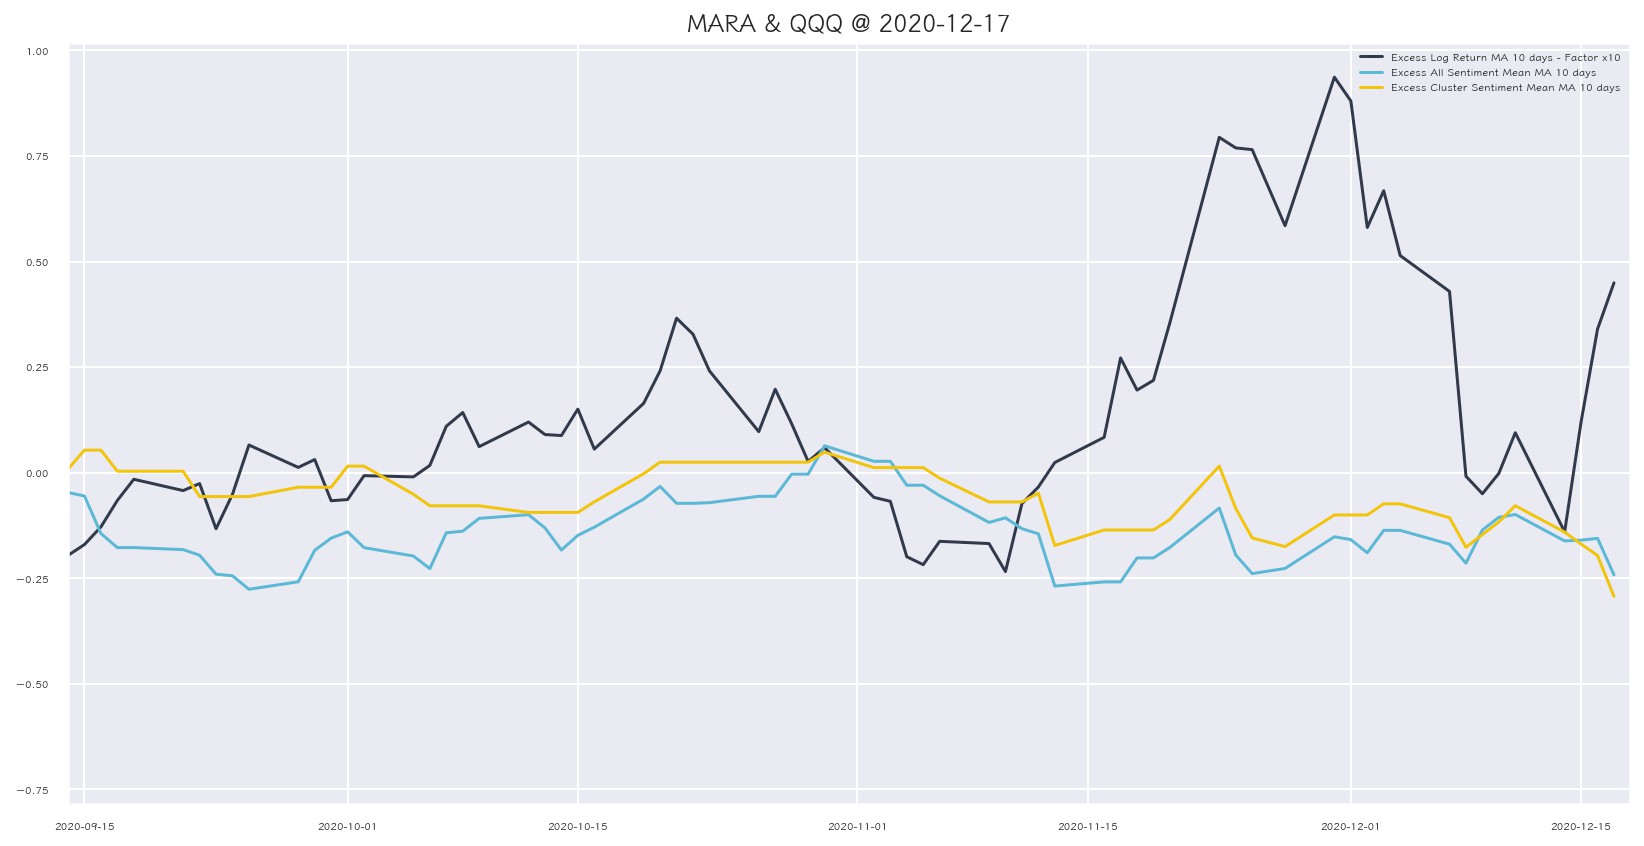 MARA & QQQ @ 2020-12-17
Excess Log Return MA 10 days - Factor x10
Excess All Sentiment Mean MA 10 days
Excess Cluster Sentiment Mean MA 10 days
1.00
0.75
0.50
0.25
0.00
−0.25
−0.50
−0.75
2020-09-15 2020-10-01 2020-10-15 2020-11-01 2020-11-15 2020-12-01 2020-12-15